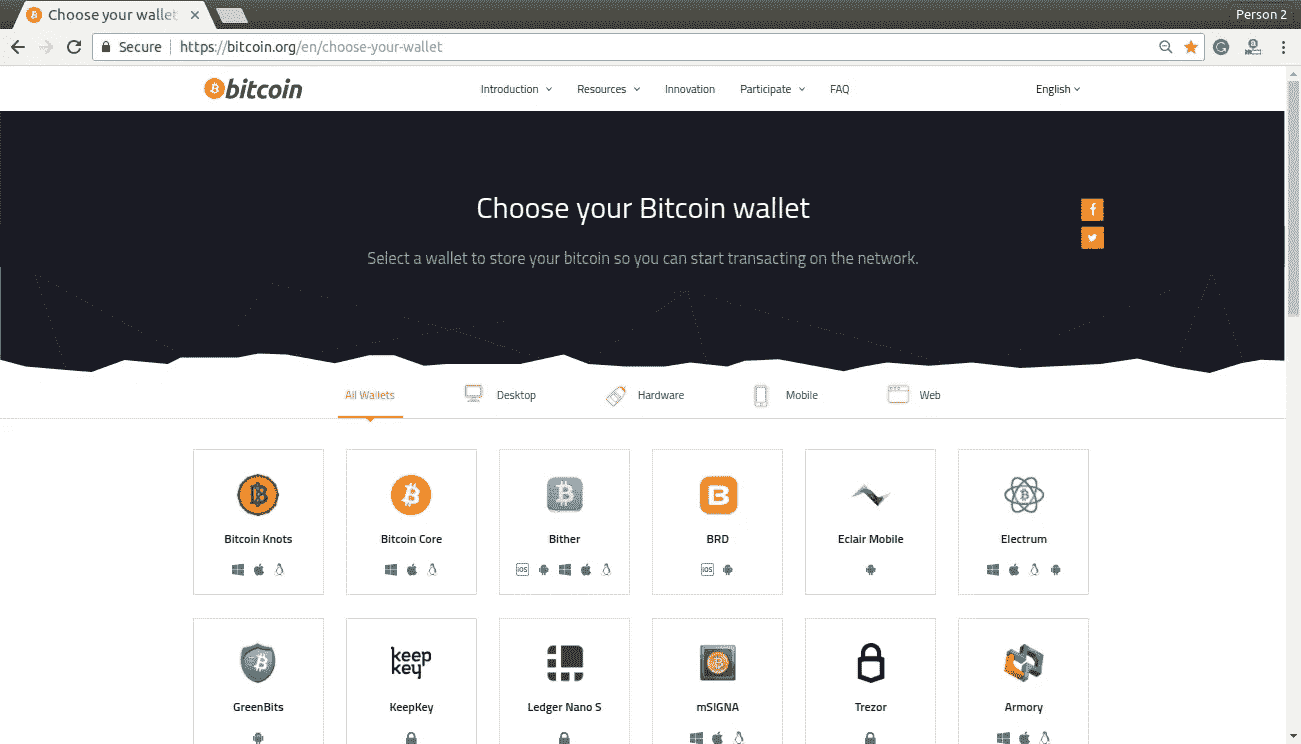 Choose your wallet
Person 2
Secure https://bitcoin.org/en/choose-your-wallet
bitcoin Introduction Resources Innovation Participate FAQ English
Choose your Bitcoin wallet
Select a wallet to store your bitcoin so you can start transacting on the network.
All Wallets Desktop Hardware Mobile Web
Bitcoin Knots Bitcoin Core Bither BRD Eclair Mobile Electrum
iOS iOS
keep
key
GreenBits KeepKey Ledger Nano S mSIGNA Trezor Armory